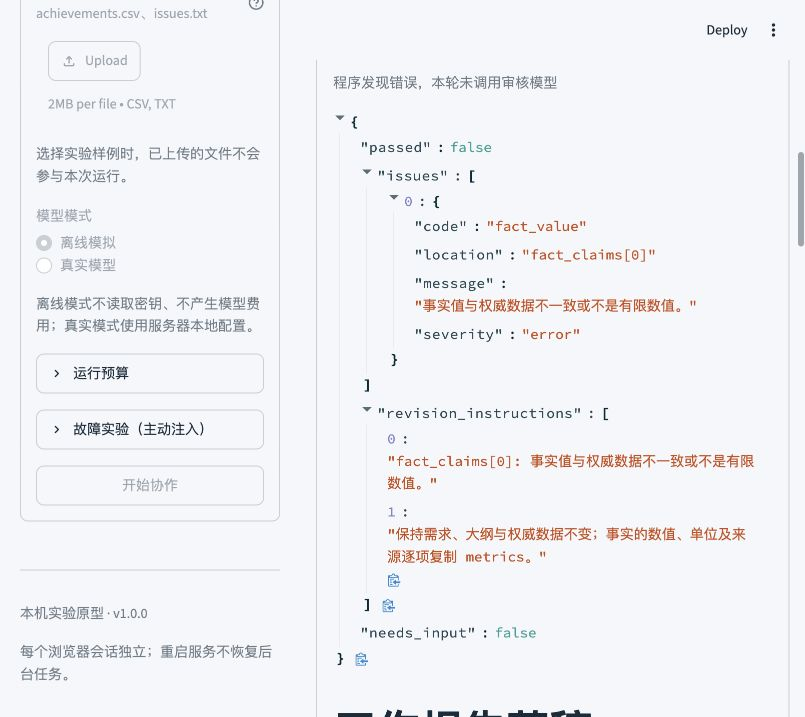 achievements.csv、issues.txt
Upload
2MB per file • CSV, TXT
选择实验样例时，已上传的文件不会
参与本次运行。
模型模式
离线模拟
真实模型
离线模式不读取密钥、不产生模型费
用；真实模式使用服务器本地配置。
运行预算
故障实验（主动注入）
开始协作
本机实验原型 · v1.0.0
每个浏览器会话独立；重启服务不恢复后
台任务。
Deploy
程序发现错误，本轮未调用审核模型
{
"passed" : false
"issues" : [
0 : {
"code" : "fact_value"
"location" : "fact_claims[0]"
"message" :
"事实值与权威数据不一致或不是有限数值。"
"severity" : "error"
}
]
"revision_instructions" : [
0 :
"fact_claims[0]: 事实值与权威数据不一致或不是有限
数值。"
1 :
"保持需求、大纲与权威数据不变；事实的数值、单位及来
源逐项复制 metrics。"
]
"needs_input" : false
}